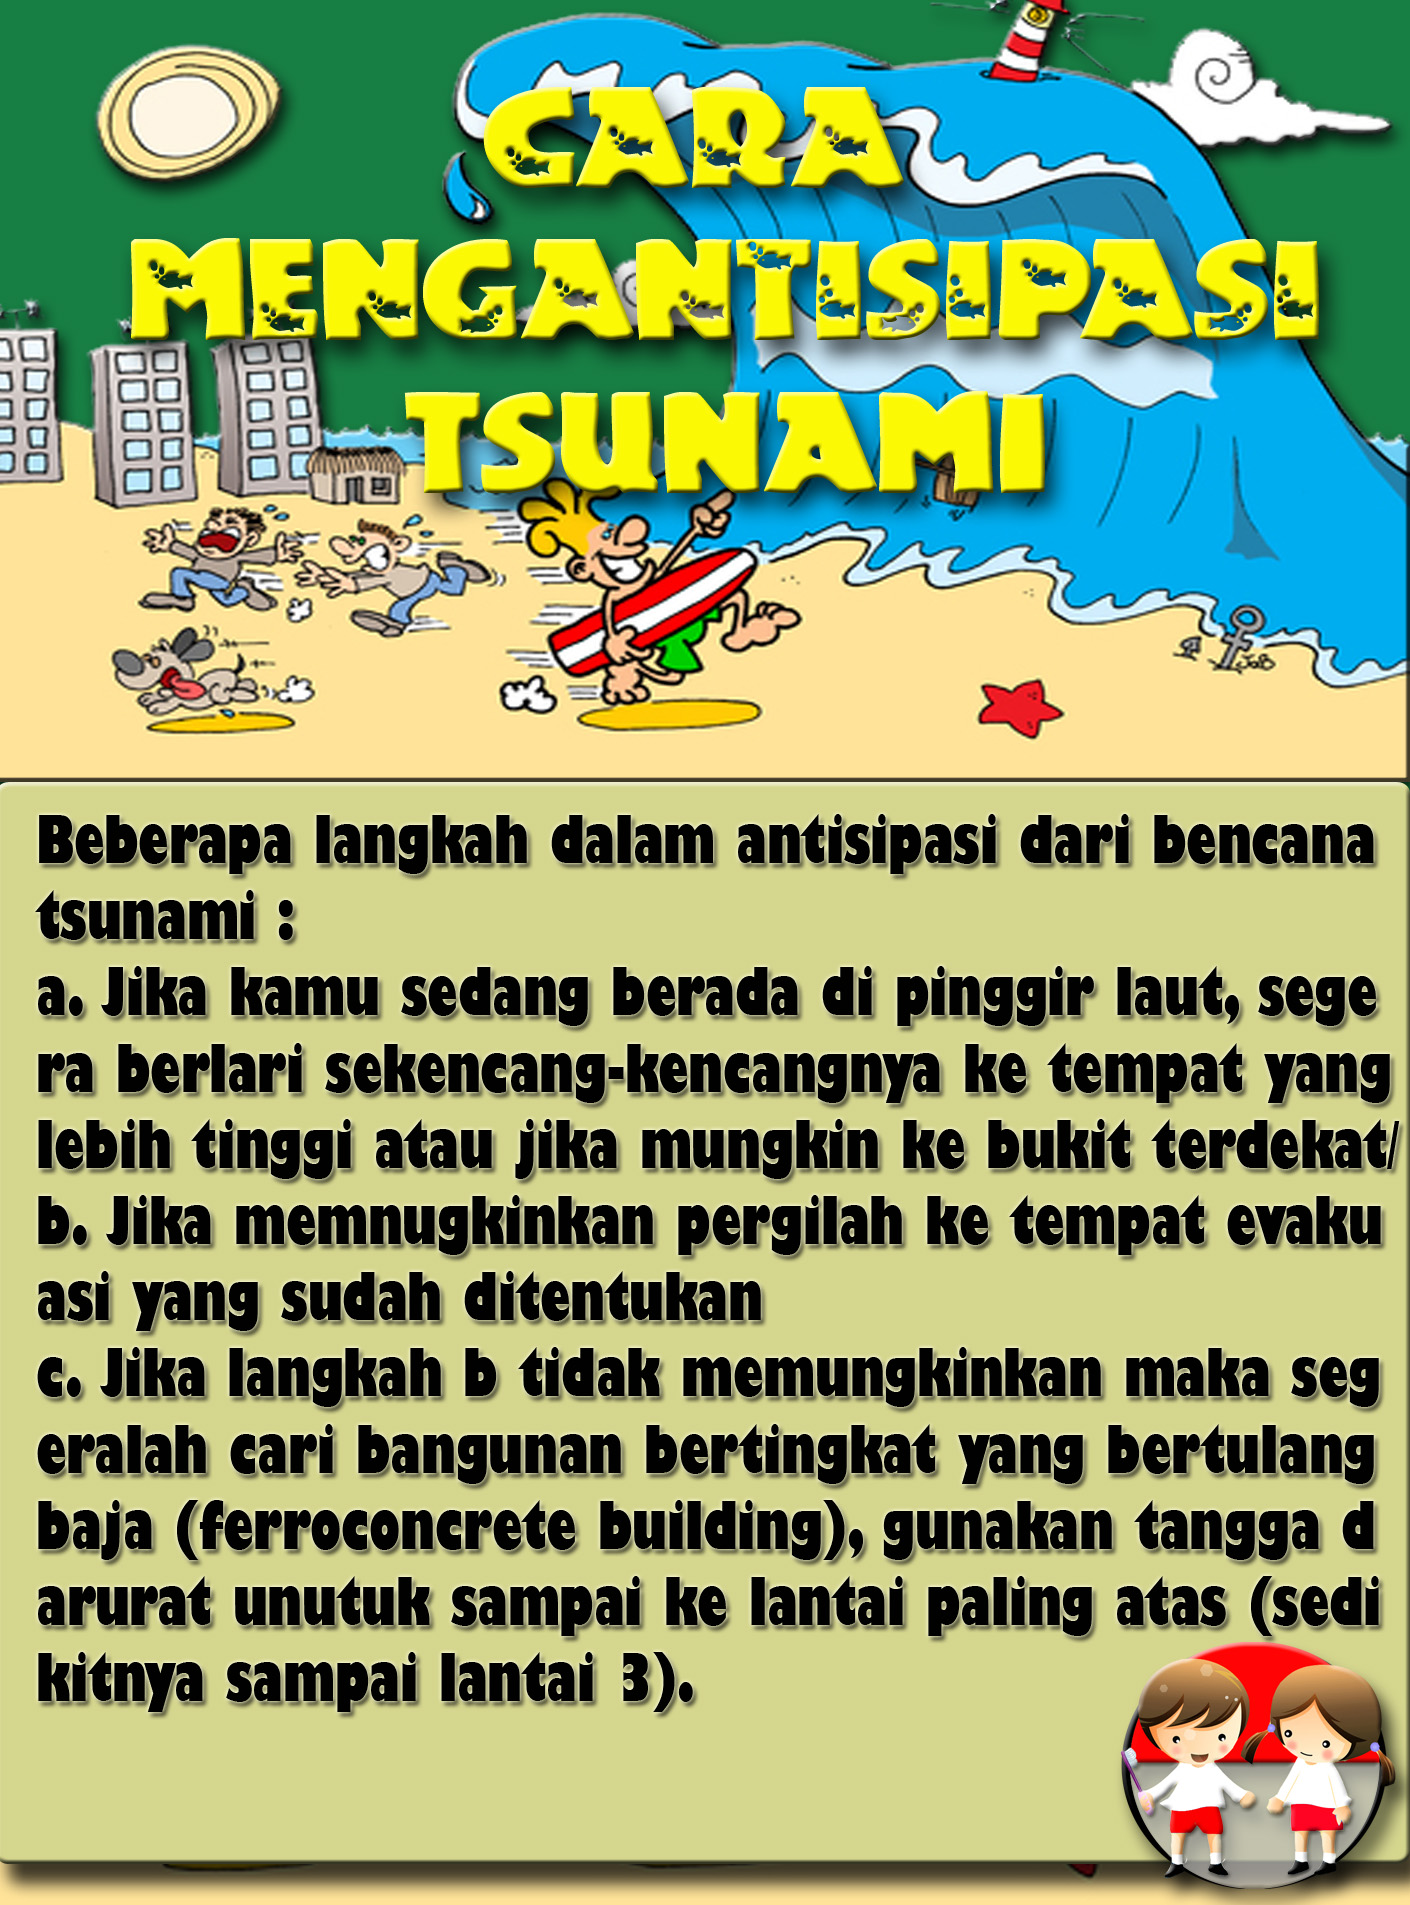 CARA
MENGANTISIPASI
TSUNAMI
JoB
Beberapa langkah dalam antisipasi dari bencana
tsunami :
a. Jika kamu sedang berada di pinggir laut, sege
ra berlari sekencang-kencangnya ke tempat yang
lebih tinggi atau jika mungkin ke bukit terdekat/
b. Jika memnugkinkan pergilah ke tempat evaku
asi yang sudah ditentukan
c. Jika langkah b tidak memungkinkan maka seg
eralah cari bangunan bertingkat yang bertulang
baja (ferroconcrete building), gunakan tangga d
arurat unutuk sampai ke lantai paling atas (sedi
kitnya sampai lantai 3).